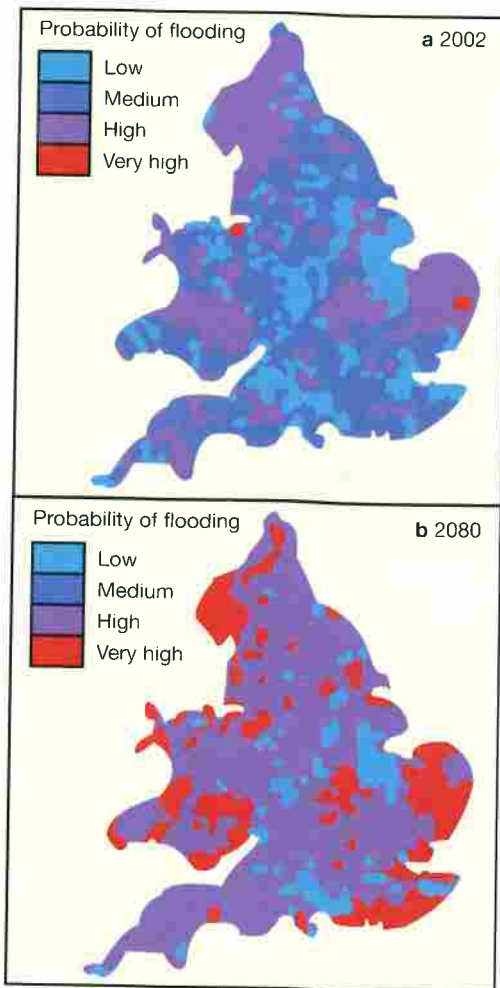 Probability of flooding
a 2002
Low
Medium
High
Very high
Probability of flooding
b 2080
Low
Medium
High
Very high